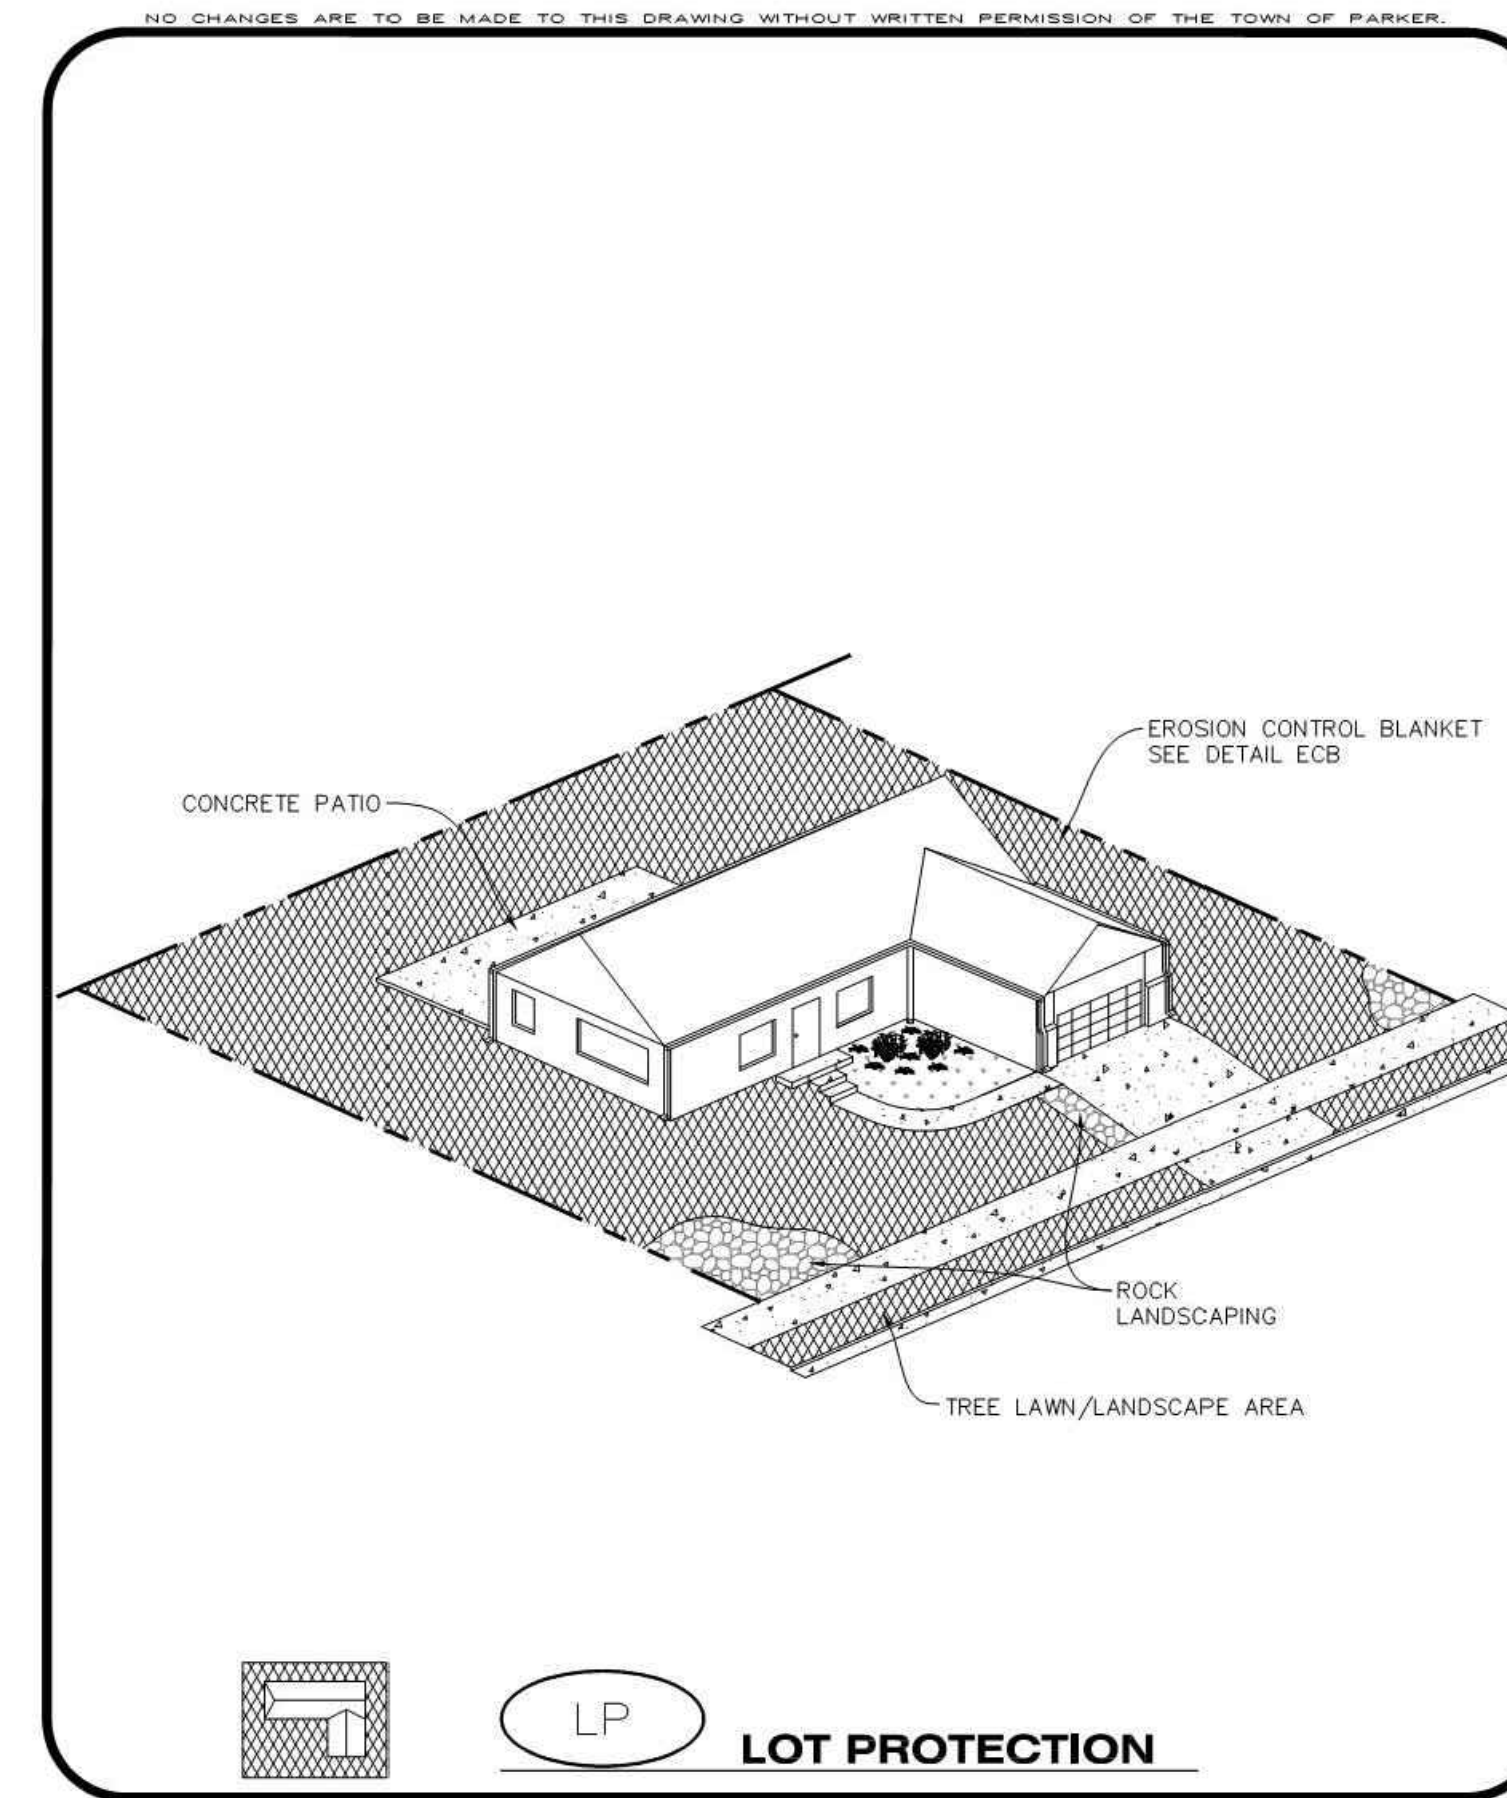 NO CHANGES ARE TO BE MADE TO THIS DRAWING WITHOUT WRITTEN PERMISSION OF THE TOWN OF PARKER.
EROSION CONTROL BLANKET
SEE DETAIL ECB
CONCRETE PATIO
ROCK
LANDSCAPING
TREE LAWN/LANDSCAPE AREA
LP
LOT PROTECTION